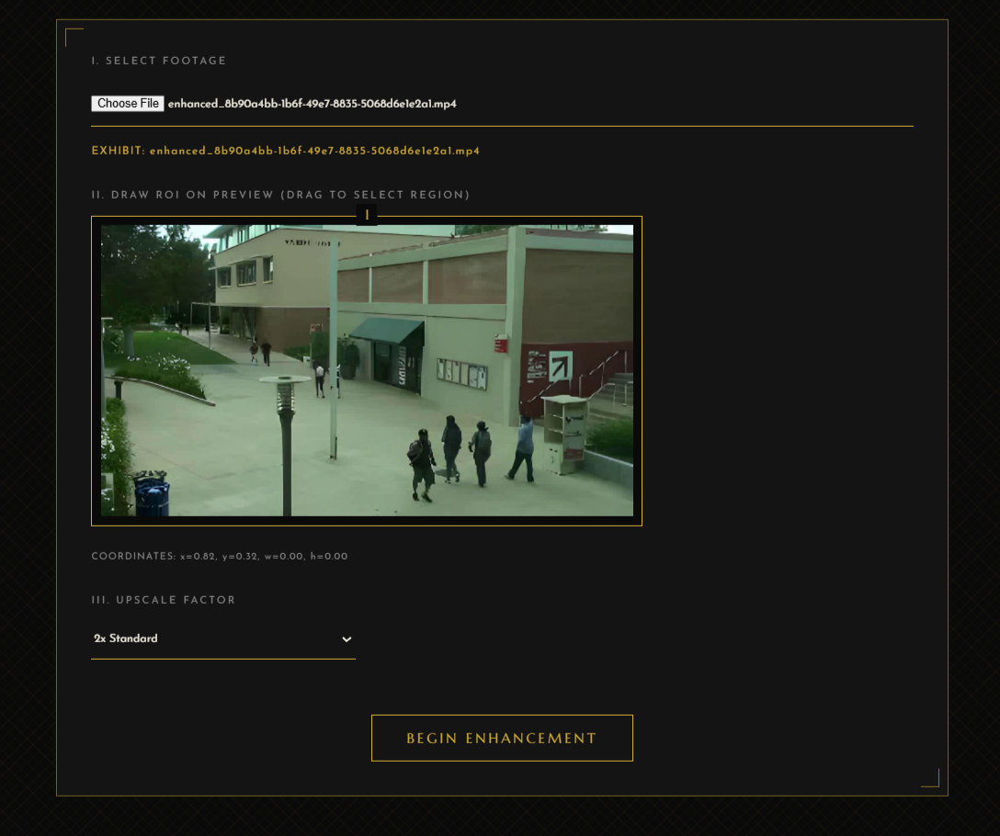 I. SELECT FOOTAGE
Choose File enhanced_8b90a4bb-1b6f-49e7-8835-5068d6e1e2a1.mp4
EXHIBIT: enhanced_8b90a4bb-1b6f-49e7-8835-5068d6e1e2a1.mp4
II. DRAW ROI ON PREVIEW (DRAG TO SELECT REGION)
I
COORDINATES: x=0.82, y=0.32, w=0.00, h=0.00
III. UPSCALE FACTOR
2x Standard
BEGIN ENHANCEMENT